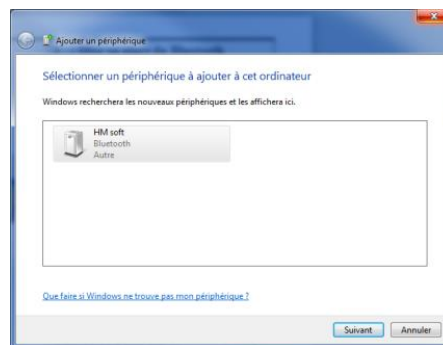 Ajouter un périphérique
Sélectionner un périphérique à ajouter à cet ordinateur
Windows recherchera les nouveaux périphériques et les affichera ici.
HM soft
Bluetooth
Autre
Que faire si Windows ne trouve pas mon périphérique ?
Suivant Annuler